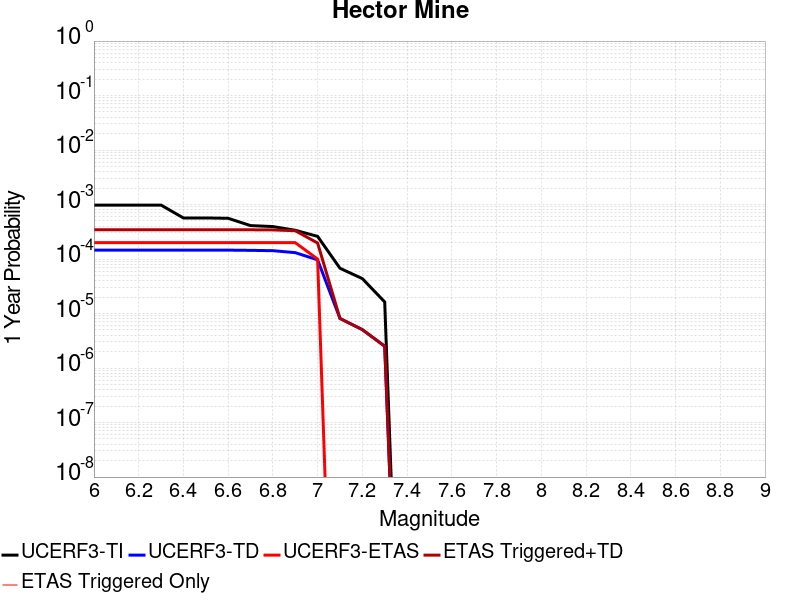 Hector Mine
10^0
10^-1
10^-2
10^-3
10^-4
10^-5
10^-6
10^-7
10^-8
1 Year Probability
6 6.2 6.4 6.6 6.8 7 7.2 7.4 7.6 7.8 8 8.2 8.4 8.6 8.8 9
Magnitude
UCERF3-TI UCERF3-TD UCERF3-ETAS ETAS Triggered+TD
ETAS Triggered Only